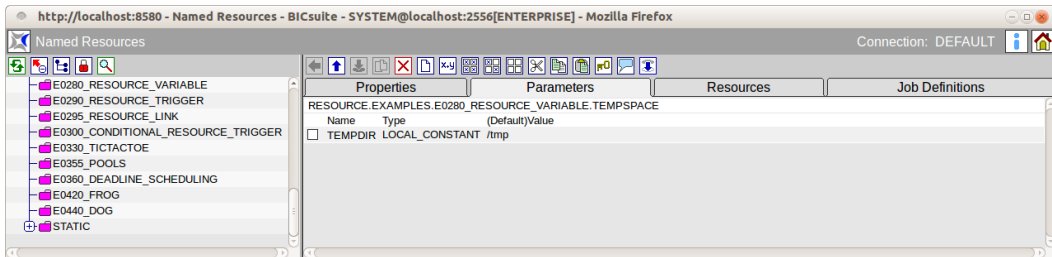 http://localhost:8580 - Named Resources - BICsuite - SYSTEM@localhost:2556[ENTERPRISE] - Mozilla Firefox
Named Resources
Connection: DEFAULT
Properties
Parameters
Resources
Job Definitions
E0280_RESOURCE_VARIABLE
E0290_RESOURCE_TRIGGER
E0295_RESOURCE_LINK
E0300_CONDITIONAL_RESOURCE_TRIGGER
E0330_TICTACTOE
E0355_POOLS
E0360_DEADLINE_SCHEDULING
E0420_FROG
E0440_DOG
STATIC
RESOURCE.EXAMPLES.E0280_RESOURCE_VARIABLE.TEMPSPACE
Name Type (Default)Value
TEMPDIR LOCAL_CONSTANT /tmp